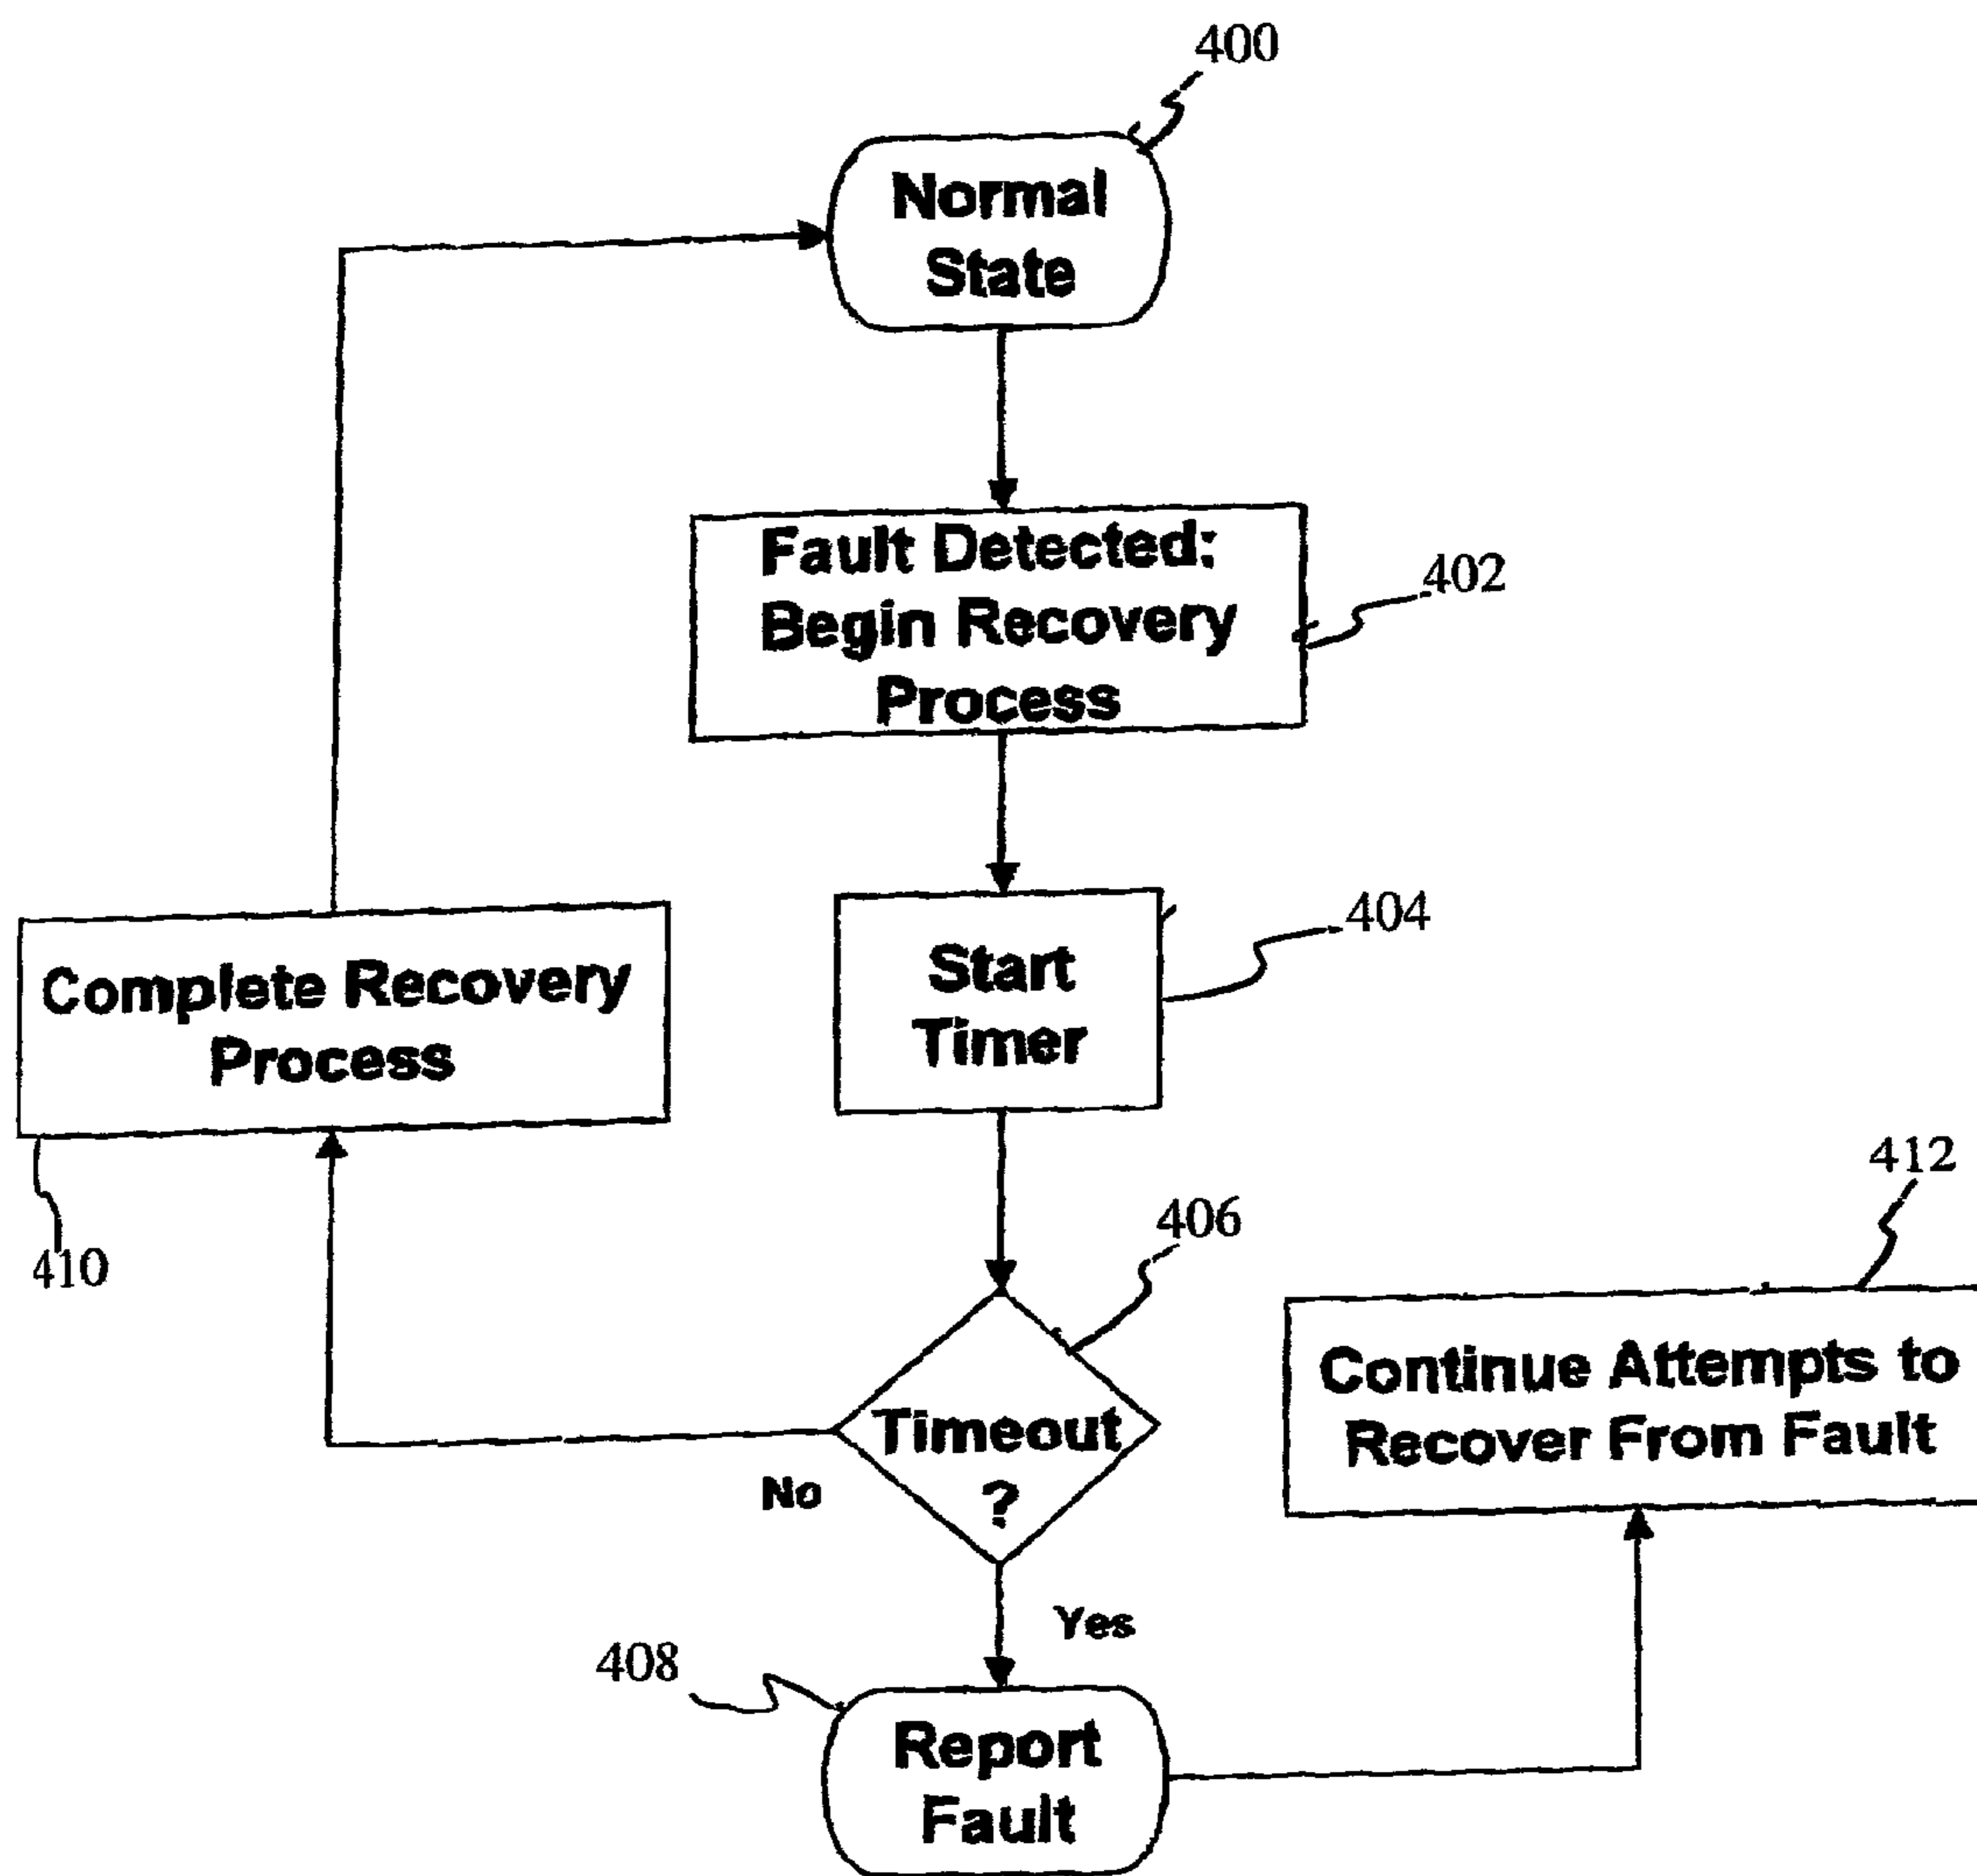 400
Normal
State
Fault Detected:
Begin Recovery
Process
402
Start
Timer
404
Complete Recovery
Process
410
406
Timeout
?
No
Yes
412
Continue Attempts to
Recover From Fault
408
Report
Fault